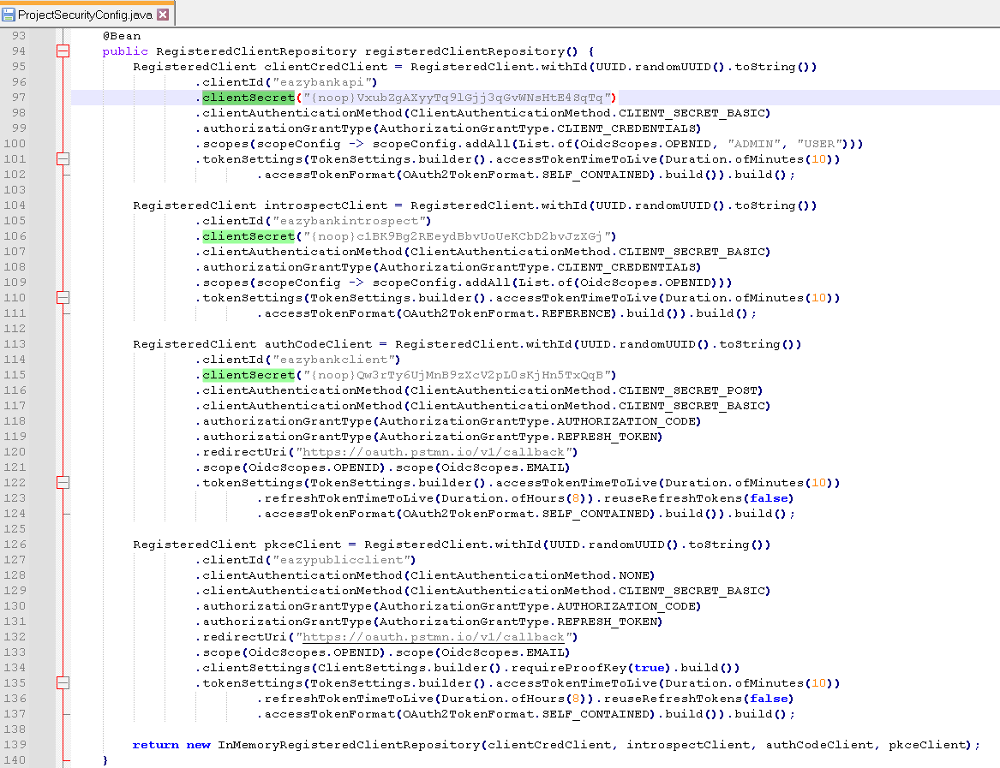 ProjectSecurityConfig.java
93 @Bean
94 public RegisteredClientRepository registeredClientRepository() {
95 RegisteredClient clientCredClient = RegisteredClient.withId(UUID.randomUUID().toString())
96 .clientId("eazybankapi")
97 .clientSecret("{noop}VxubZgAXyyTq9lGjj3qGvWNsHtE4SqTq")
98 .clientAuthenticationMethod(ClientAuthenticationMethod.CLIENT_SECRET_BASIC)
99 .authorizationGrantType(AuthorizationGrantType.CLIENT_CREDENTIALS)
100 .scopes(scopeConfig -> scopeConfig.addAll(List.of(OidcScopes.OPENID, "ADMIN", "USER")))
101 .tokenSettings(TokenSettings.builder().accessTokenTimeToLive(Duration.ofMinutes(10))
102 .accessTokenFormat(OAuth2TokenFormat.SELF_CONTAINED).build()).build();
103
104 RegisteredClient introspectClient = RegisteredClient.withId(UUID.randomUUID().toString())
105 .clientId("eazybankintrospect")
106 .clientSecret("{noop}c1BK9Bg2REeydBbvUoUeKCbD2bvJzXGj")
107 .clientAuthenticationMethod(ClientAuthenticationMethod.CLIENT_SECRET_BASIC)
108 .authorizationGrantType(AuthorizationGrantType.CLIENT_CREDENTIALS)
109 .scopes(scopeConfig -> scopeConfig.addAll(List.of(OidcScopes.OPENID)))
110 .tokenSettings(TokenSettings.builder().accessTokenTimeToLive(Duration.ofMinutes(10))
111 .accessTokenFormat(OAuth2TokenFormat.REFERENCE).build()).build();
112
113 RegisteredClient authCodeClient = RegisteredClient.withId(UUID.randomUUID().toString())
114 .clientId("eazybankclient")
115 .clientSecret("{noop}Qw3rTy6UjMnB9zXcV2pL0sKjHn5TxQqB")
116 .clientAuthenticationMethod(ClientAuthenticationMethod.CLIENT_SECRET_POST)
117 .clientAuthenticationMethod(ClientAuthenticationMethod.CLIENT_SECRET_BASIC)
118 .authorizationGrantType(AuthorizationGrantType.AUTHORIZATION_CODE)
119 .authorizationGrantType(AuthorizationGrantType.REFRESH_TOKEN)
120 .redirectUri("https://oauth.pstmn.io/v1/callback")
121 .scope(OidcScopes.OPENID).scope(OidcScopes.EMAIL)
122 .tokenSettings(TokenSettings.builder().accessTokenTimeToLive(Duration.ofMinutes(10))
123 .refreshTokenTimeToLive(Duration.ofHours(8)).reuseRefreshTokens(false)
124 .accessTokenFormat(OAuth2TokenFormat.SELF_CONTAINED).build()).build();
125
126 RegisteredClient pkceClient = RegisteredClient.withId(UUID.randomUUID().toString())
127 .clientId("eazypublicclient")
128 .clientAuthenticationMethod(ClientAuthenticationMethod.NONE)
129 .clientAuthenticationMethod(ClientAuthenticationMethod.CLIENT_SECRET_BASIC)
130 .authorizationGrantType(AuthorizationGrantType.AUTHORIZATION_CODE)
131 .authorizationGrantType(AuthorizationGrantType.REFRESH_TOKEN)
132 .redirectUri("https://oauth.pstmn.io/v1/callback")
133 .scope(OidcScopes.OPENID).scope(OidcScopes.EMAIL)
134 .clientSettings(ClientSettings.builder().requireProofKey(true).build())
135 .tokenSettings(TokenSettings.builder().accessTokenTimeToLive(Duration.ofMinutes(10))
136 .refreshTokenTimeToLive(Duration.ofHours(8)).reuseRefreshTokens(false)
137 .accessTokenFormat(OAuth2TokenFormat.SELF_CONTAINED).build()).build();
138
139 return new InMemoryRegisteredClientRepository(clientCredClient, introspectClient, authCodeClient, pkceClient);
140 }